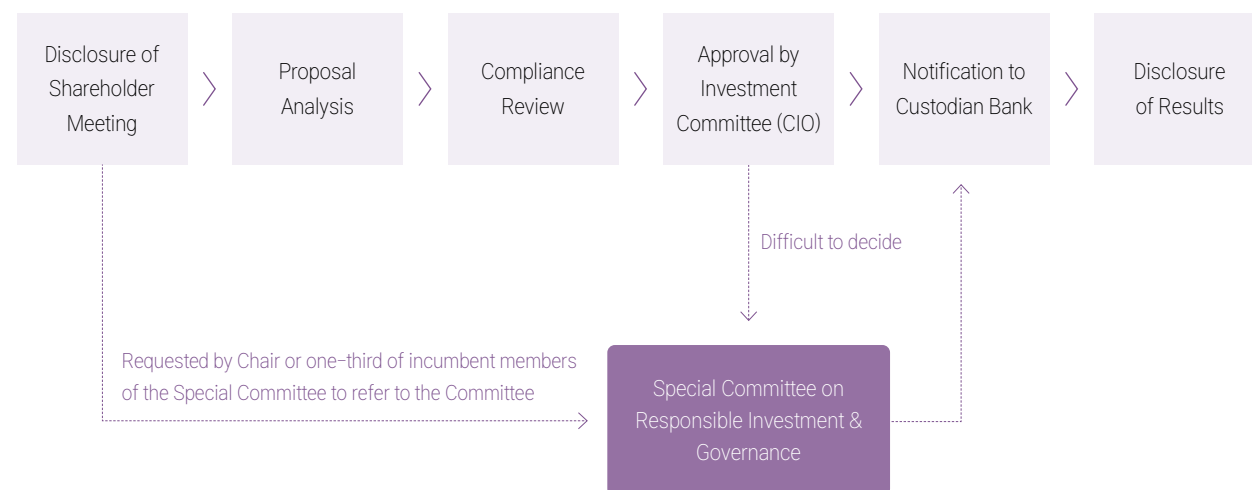 Disclosure of
Shareholder
Meeting
Proposal
Analysis
Compliance
Review
Approval by
Investment
Committee (CIO)
Notification to
Custodian Bank
Disclosure
of Results
Difficult to decide
Requested by Chair or one-third of incumbent members
of the Special Committee to refer to the Committee
Special Committee on
Responsible Investment &
Governance